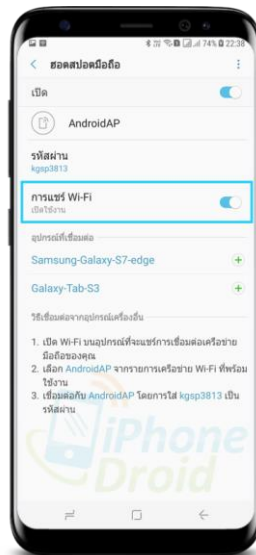 74% 22:38
ฮอตสปอตมือถือ
เปิด
AndroidAP
รหัสผ่าน
kgsp3813
การแชร์ Wi-Fi
เปิดใช้งาน
อุปกรณ์ที่เชื่อมต่อ
Samsung-Galaxy-S7-edge
Galaxy-Tab-S3
วิธีเชื่อมต่อจากอุปกรณ์เครื่องอื่น
1. เปิด Wi-Fi บนอุปกรณ์ที่จะแชร์การเชื่อมต่อเครือข่าย
มือถือของคุณ
2. เลือก AndroidAP จากรายการเครือข่าย Wi-Fi ที่พร้อม
ใช้งาน
3. เชื่อมต่อกับ AndroidAP โดยการใส่ kgsp3813 เป็น
รหัสผ่าน
iPhone
Droid